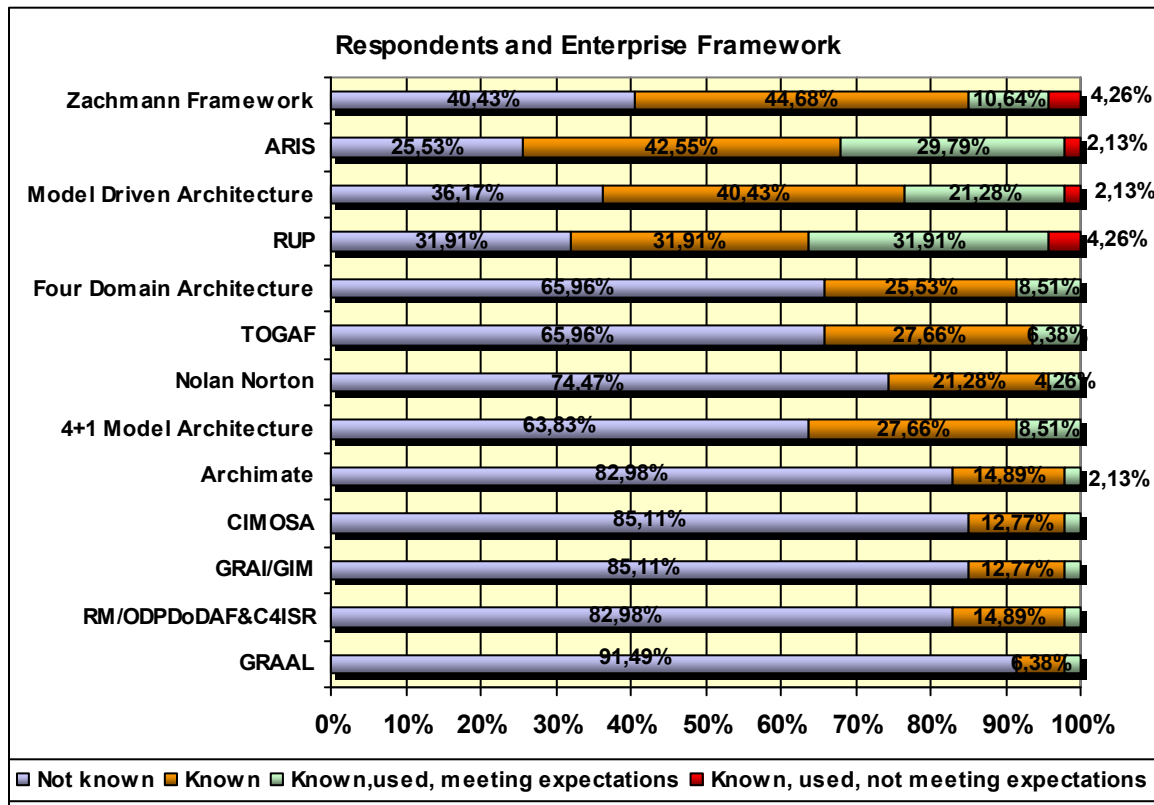 Respondents and Enterprise Framework
Zachmann Framework 40,43% 44,68% 10,64% 4,26%
ARIS 25,53% 42,55% 29,79% 2,13%
Model Driven Architecture 36,17% 40,43% 21,28% 2,13%
RUP 31,91% 31,91% 31,91% 4,26%
Four Domain Architecture 65,96% 25,53% 8,51%
TOGAF 65,96% 27,66% 6,38%
Nolan Norton 74,47% 21,28% 4,26%
4+1 Model Architecture 63,83% 27,66% 8,51%
Archimate 82,98% 14,89% 2,13%
CIMOSA 85,11% 12,77%
GRAI/GIM 85,11% 12,77%
RM/ODPDoDAF&C4ISR 82,98% 14,89%
GRAAL 91,49% 6,38%
0% 10% 20% 30% 40% 50% 60% 70% 80% 90% 100%
Not known Known Known,used, meeting expectations Known, used, not meeting expectations